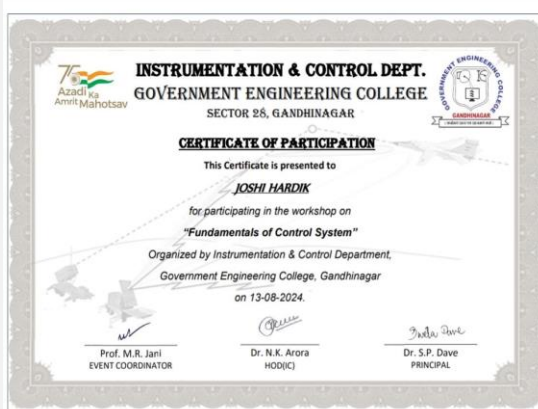 75
Azadi Ka
Amrit Mahotsav
INSTRUMENTATION & CONTROL DEPT.
GOVERNMENT ENGINEERING COLLEGE
SECTOR 28, GANDHINAGAR
GOVERNMENT ENGINEERING COLLEGE
GANDHINAGAR
CERTIFICATE OF PARTICIPATION
This Certificate is presented to
JOSHI HARDIK
for participating in the workshop on
"Fundamentals of Control System"
Organized by Instrumentation & Control Department,
Government Engineering College, Gandhinagar
on 13-08-2024.
Prof. M.R. Jani
EVENT COORDINATOR
Dr. N.K. Arora
HOD(IC)
Dr. S.P. Dave
PRINCIPAL